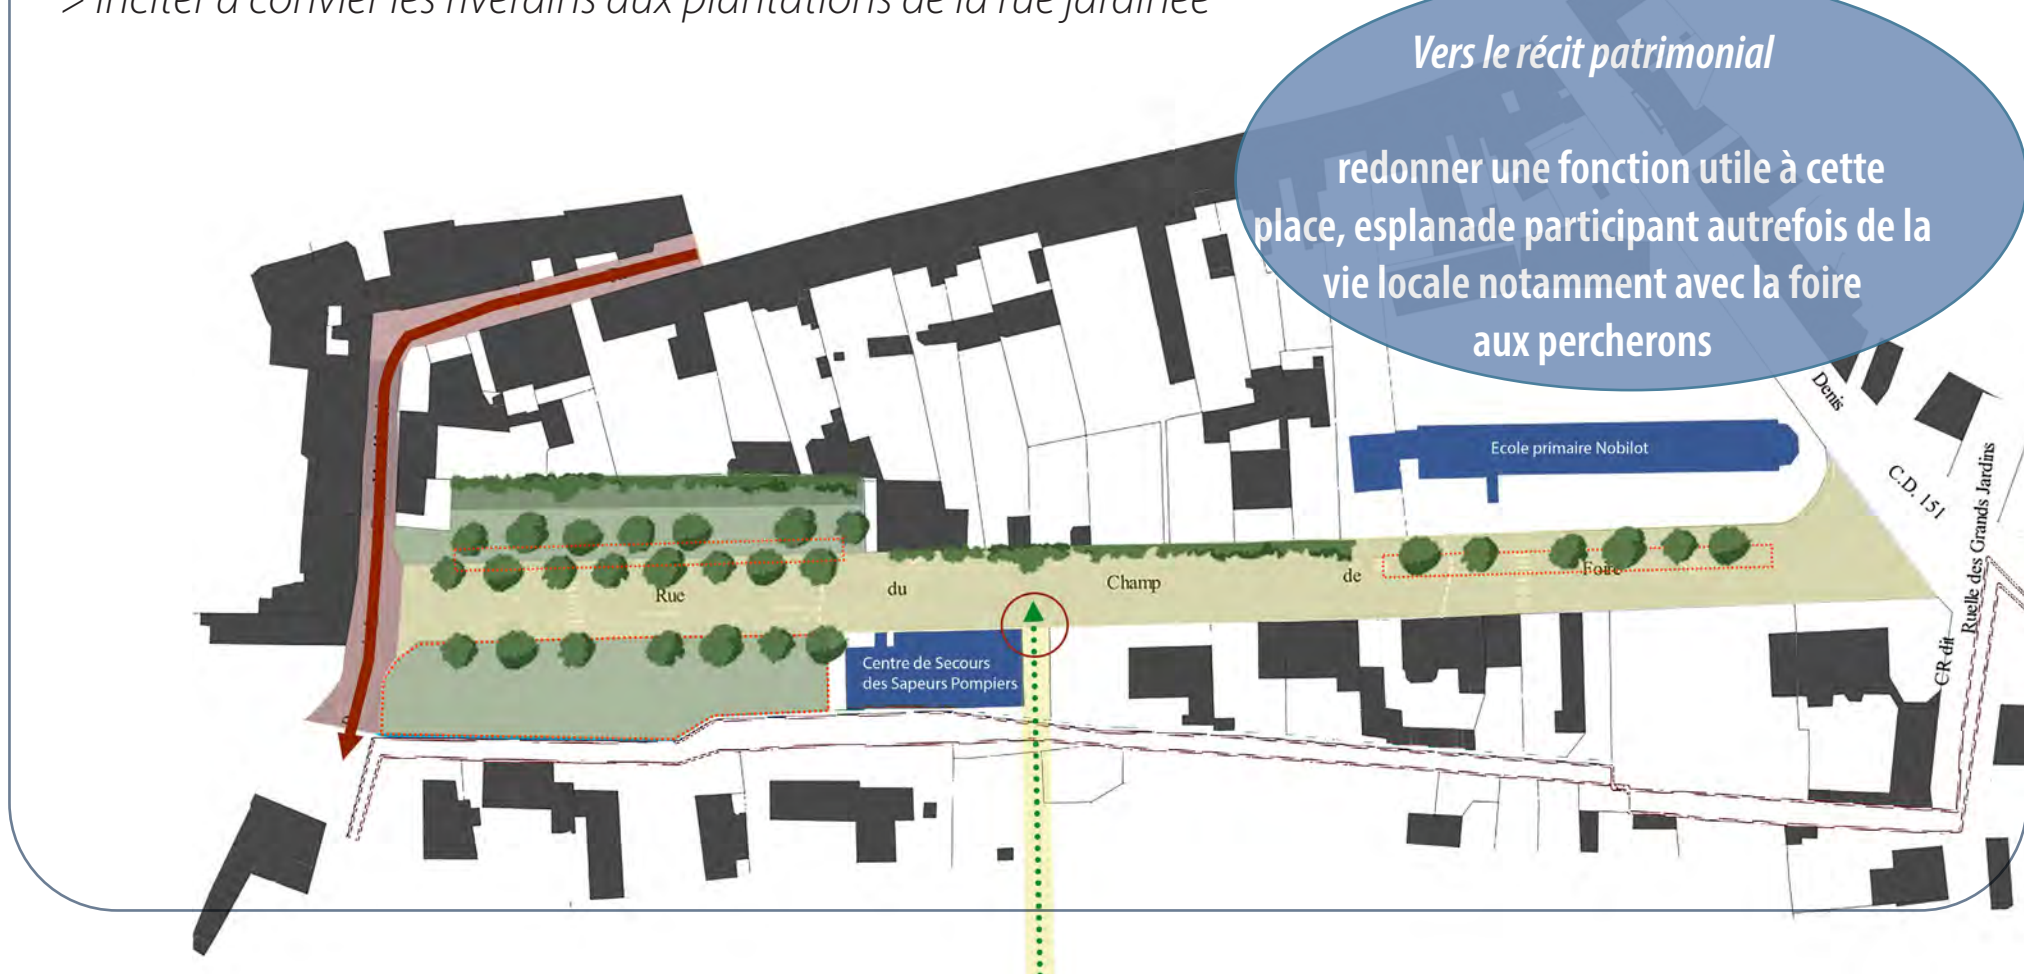 > inciter à convier les riverains aux plantations de la rue jardinée
Vers le récit patrimonial
redonner une fonction utile à cette
place, esplanade participant autrefois de la
vie locale notamment avec la foire
aux percherons
Denis
Ecole primaire Nobilot
C.D. 151
Ruelle des Grands Jardins
CR dit
Rue du Champ de Foire
Centre de Secours
des Sapeurs Pompiers